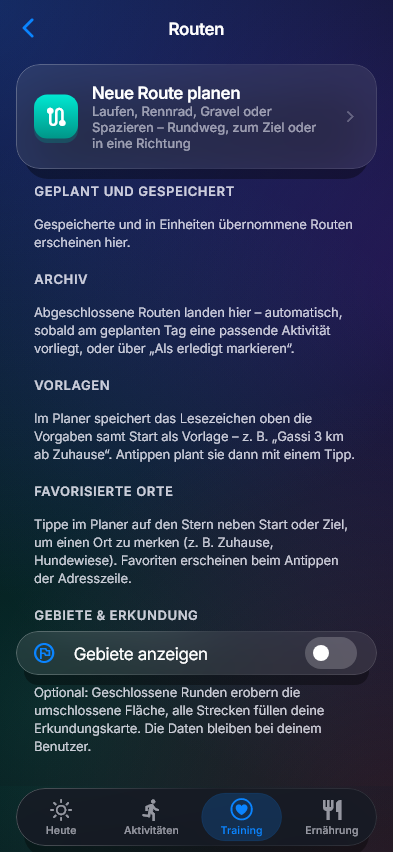 Routen
Neue Route planen
Laufen, Rennrad, Gravel oder
Spazieren – Rundweg, zum Ziel oder
in eine Richtung
GEPLANT UND GESPEICHERT
Gespeicherte und in Einheiten übernommene Routen
erscheinen hier.
ARCHIV
Abgeschlossene Routen landen hier – automatisch,
sobald am geplanten Tag eine passende Aktivität
vorliegt, oder über „Als erledigt markieren“.
VORLAGEN
Im Planer speichert das Lesezeichen oben die
Vorgaben samt Start als Vorlage – z. B. „Gassi 3 km
ab Zuhause“. Antippen plant sie dann mit einem Tipp.
FAVORISIERTE ORTE
Tippe im Planer auf den Stern neben Start oder Ziel,
um einen Ort zu merken (z. B. Zuhause,
Hundewiese). Favoriten erscheinen beim Antippen
der Adresszeile.
GEBIETE & ERKUNDUNG
Gebiete anzeigen
Optional: Geschlossene Runden erobern die
umschlossene Fläche, alle Strecken füllen deine
Erkundungskarte. Die Daten bleiben bei deinem
Benutzer.
Heute
Aktivitäten
Training
Ernährung